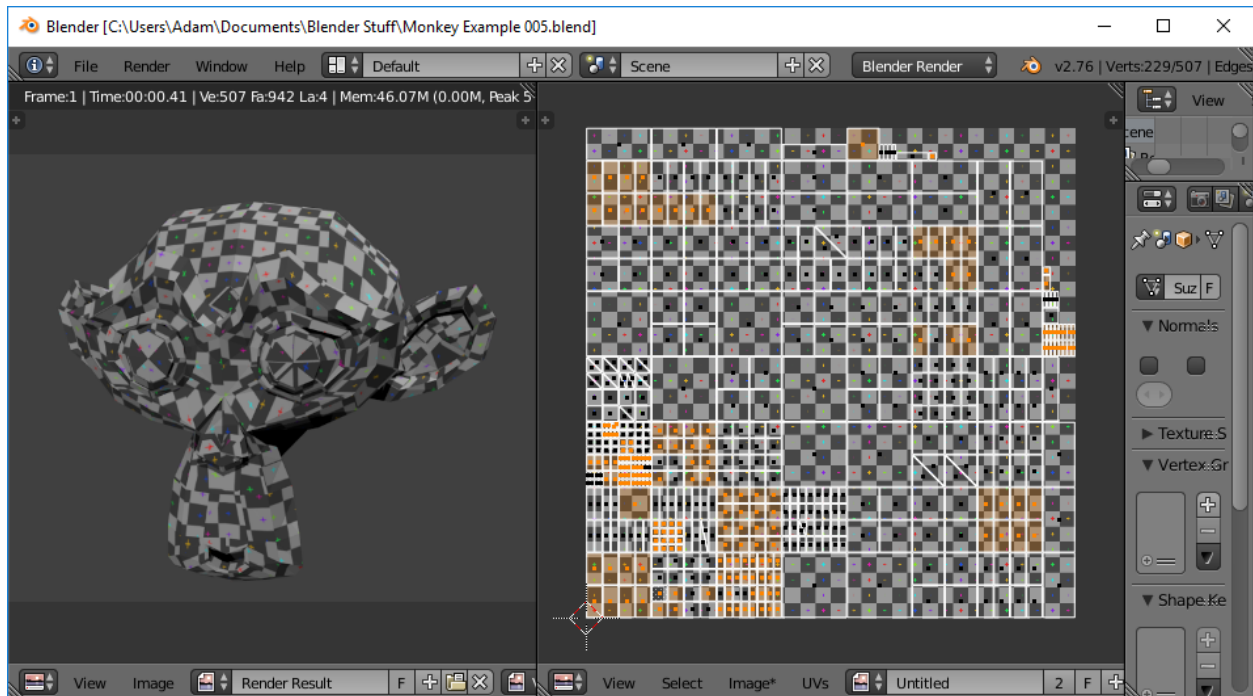 Blender [C:\Users\Adam\Documents\Blender Stuff\Monkey Example 005.blend]
File Render Window Help Default Scene Blender Render v2.76 | Verts:229/507 | Edges
Frame:1 | Time:00:00.41 | Ve:507 Fa:942 La:4 | Mem:46.07M (0.00M, Peak 5
View
cene
Suz F
Normals
Texture S
Vertex Gr
Shape Ke
View Image Render Result F View Select Image* UVs Untitled 2 F